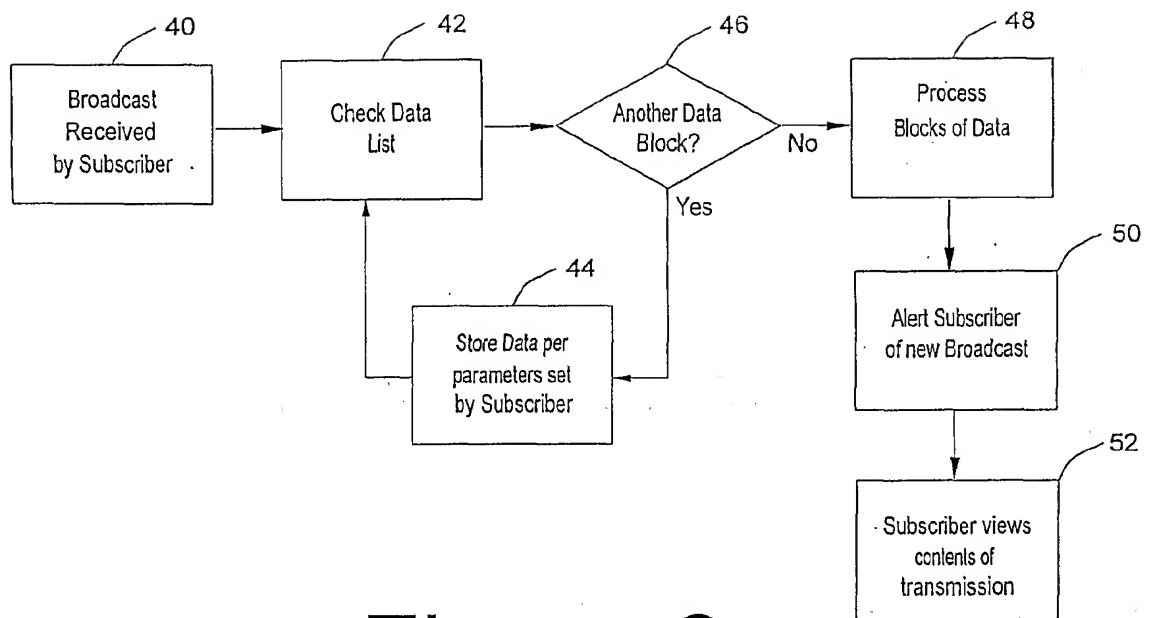 40
Broadcast
Received
by Subscriber
42
Check Data
List
46
Another Data
Block?
No
Yes
48
Process
Blocks of Data
44
Store Data per
parameters set
by Subscriber
50
Alert Subscriber
of new Broadcast
52
Subscriber views
contents of
transmission